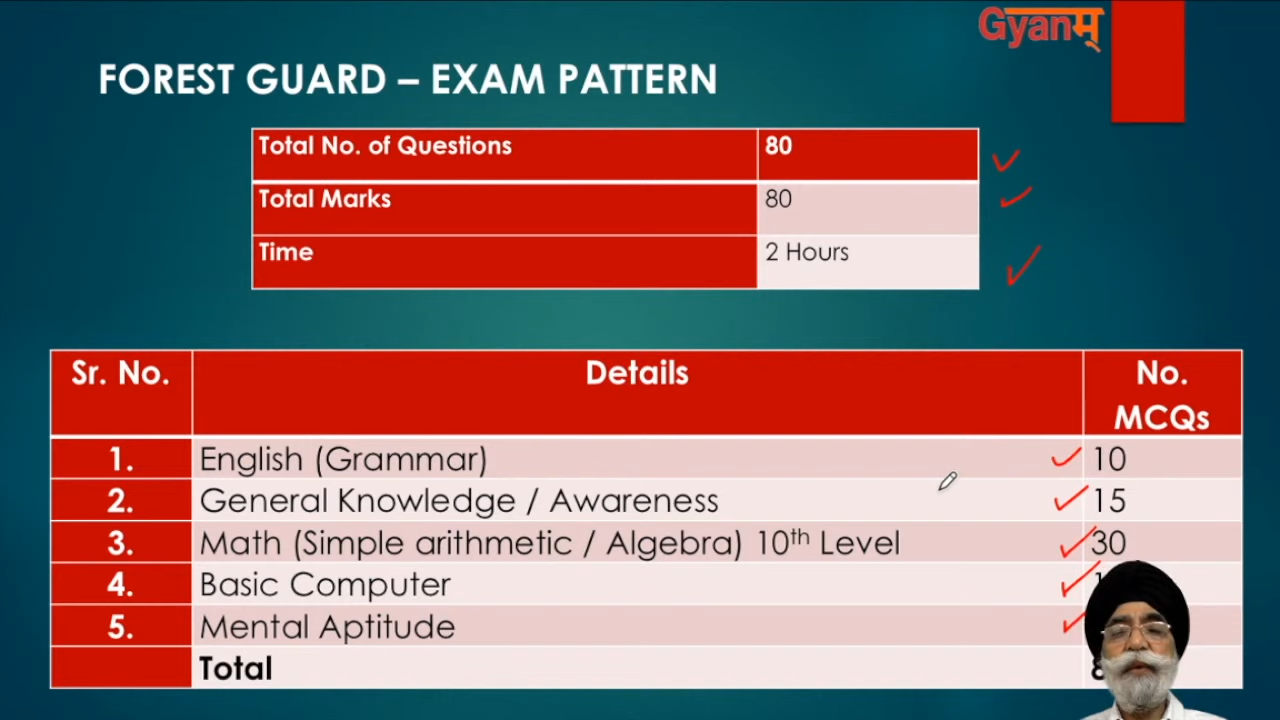 Gyanम्
FOREST GUARD – EXAM PATTERN
Total No. of Questions 80
Total Marks 80
Time 2 Hours
Sr. No. Details No. MCQs
1. English (Grammar) 10
2. General Knowledge / Awareness 15
3. Math (Simple arithmetic / Algebra) 10th Level 30
4. Basic Computer
5. Mental Aptitude
Total